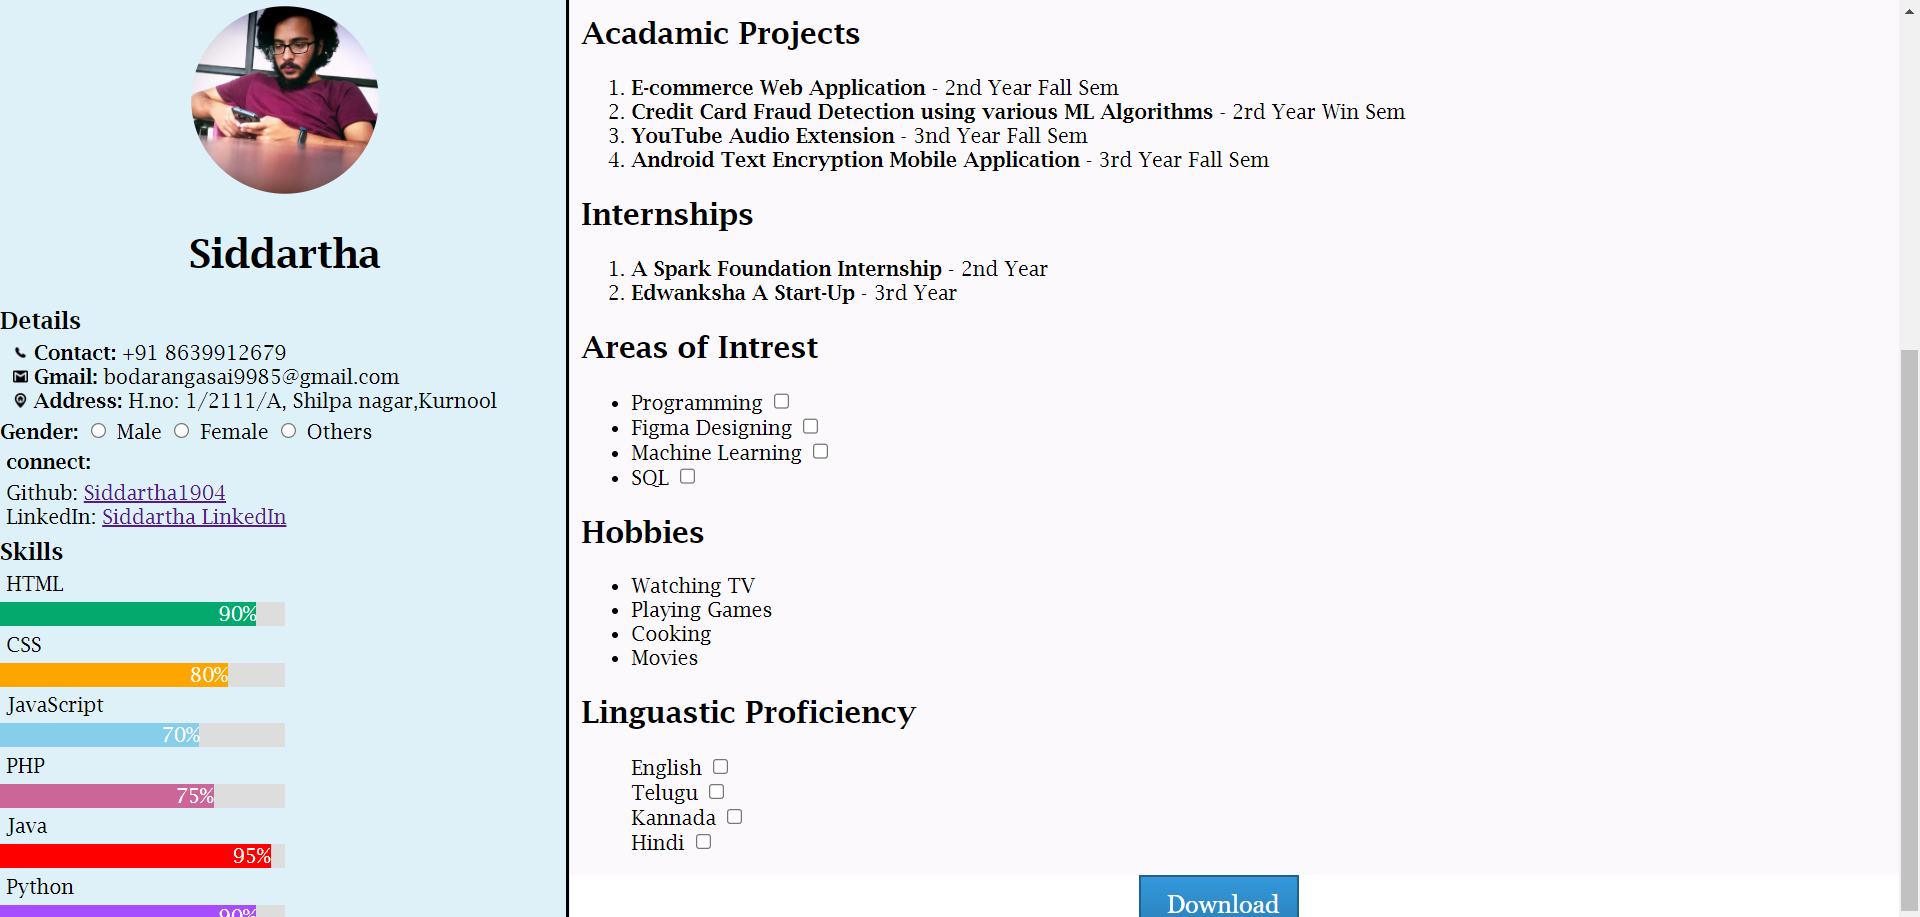 Siddartha
Details
Contact: +91 8639912679
Gmail: bodarangasai9985@gmail.com
Address: H.no: 1/2111/A, Shilpa nagar,Kurnool
Gender: Male Female Others
connect:
Github: Siddartha1904
LinkedIn: Siddartha LinkedIn
Skills
HTML
90%
CSS
80%
JavaScript
70%
PHP
75%
Java
95%
Python
90%
Acadamic Projects
1. E-commerce Web Application - 2nd Year Fall Sem
2. Credit Card Fraud Detection using various ML Algorithms - 2rd Year Win Sem
3. YouTube Audio Extension - 3nd Year Fall Sem
4. Android Text Encryption Mobile Application - 3rd Year Fall Sem
Internships
1. A Spark Foundation Internship - 2nd Year
2. Edwanksha A Start-Up - 3rd Year
Areas of Intrest
• Programming
• Figma Designing
• Machine Learning
• SQL
Hobbies
• Watching TV
• Playing Games
• Cooking
• Movies
Linguastic Proficiency
English
Telugu
Kannada
Hindi
Download